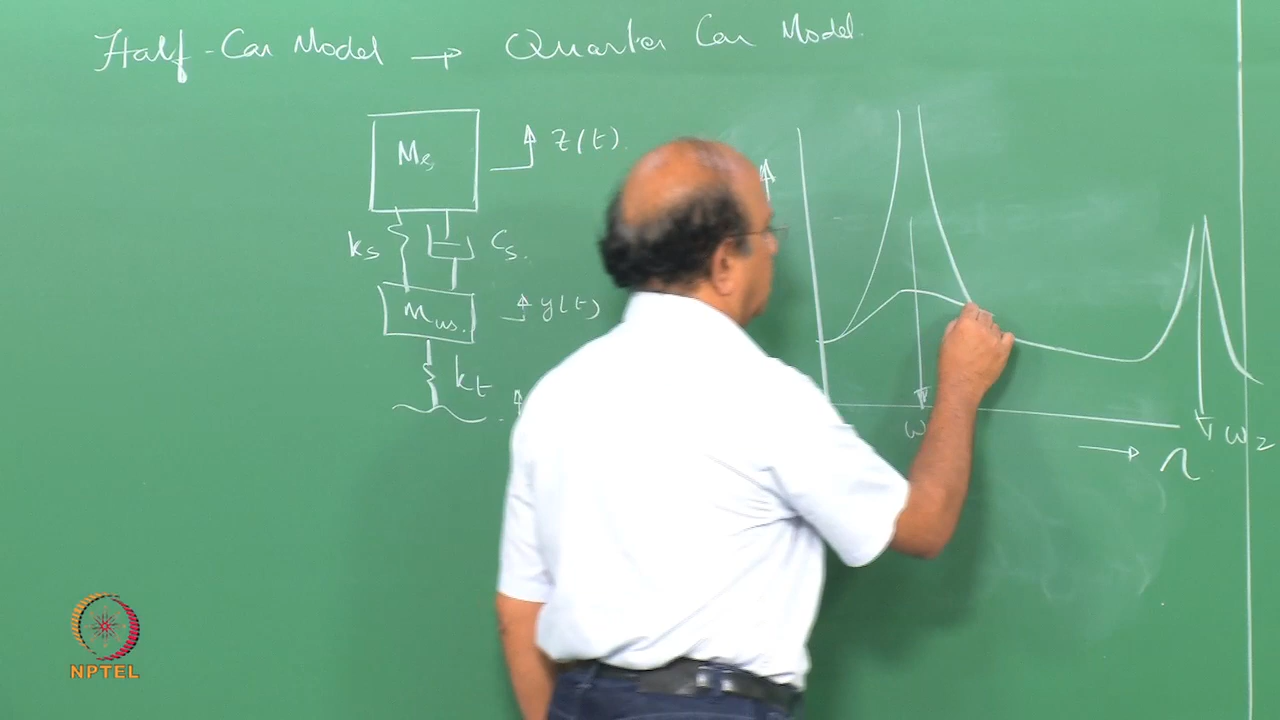 Half-Car Model → Quarter Car Model.
Ms
z(t).
ks
Cs.
Mus.
y(t)
kt
ω
ω2
r
NPTEL